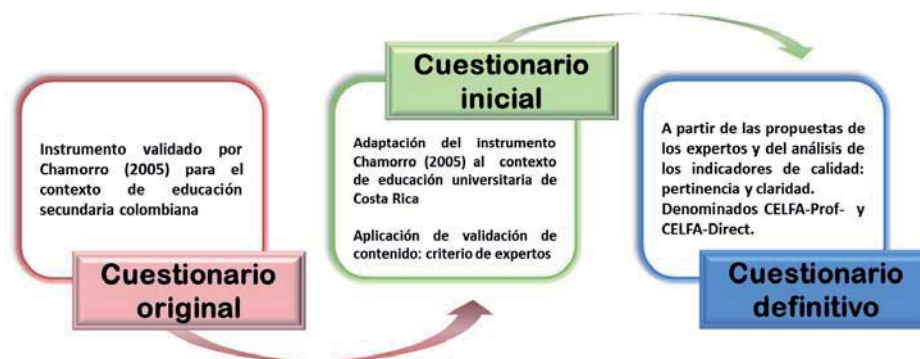 Instrumento validado por
Chamorro (2005) para el
contexto de educación
secundaria colombiana
Cuestionario
original
Cuestionario
inicial
Adaptación del instrumento
Chamorro (2005) al contexto
de educación universitaria de
Costa Rica
Aplicación de validación de
contenido: criterio de expertos
A partir de las propuestas de
los expertos y del análisis de
los indicadores de calidad:
pertinencia y claridad.
Denominados CELFA-Prof- y
CELFA-Direct.
Cuestionario
definitivo